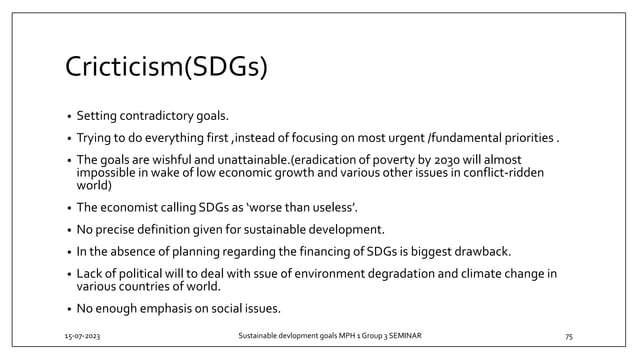 Cricticism(SDGs)
• Setting contradictory goals.
• Trying to do everything first ,instead of focusing on most urgent /fundamental priorities .
• The goals are wishful and unattainable.(eradication of poverty by 2030 will almost
impossible in wake of low economic growth and various other issues in conflict-ridden
world)
• The economist calling SDGs as ‘worse than useless’.
• No precise definition given for sustainable development.
• In the absence of planning regarding the financing of SDGs is biggest drawback.
• Lack of political will to deal with ssue of environment degradation and climate change in
various countries of world.
• No enough emphasis on social issues.
15-07-2023 Sustainable devlopment goals MPH 1 Group 3 SEMINAR 75